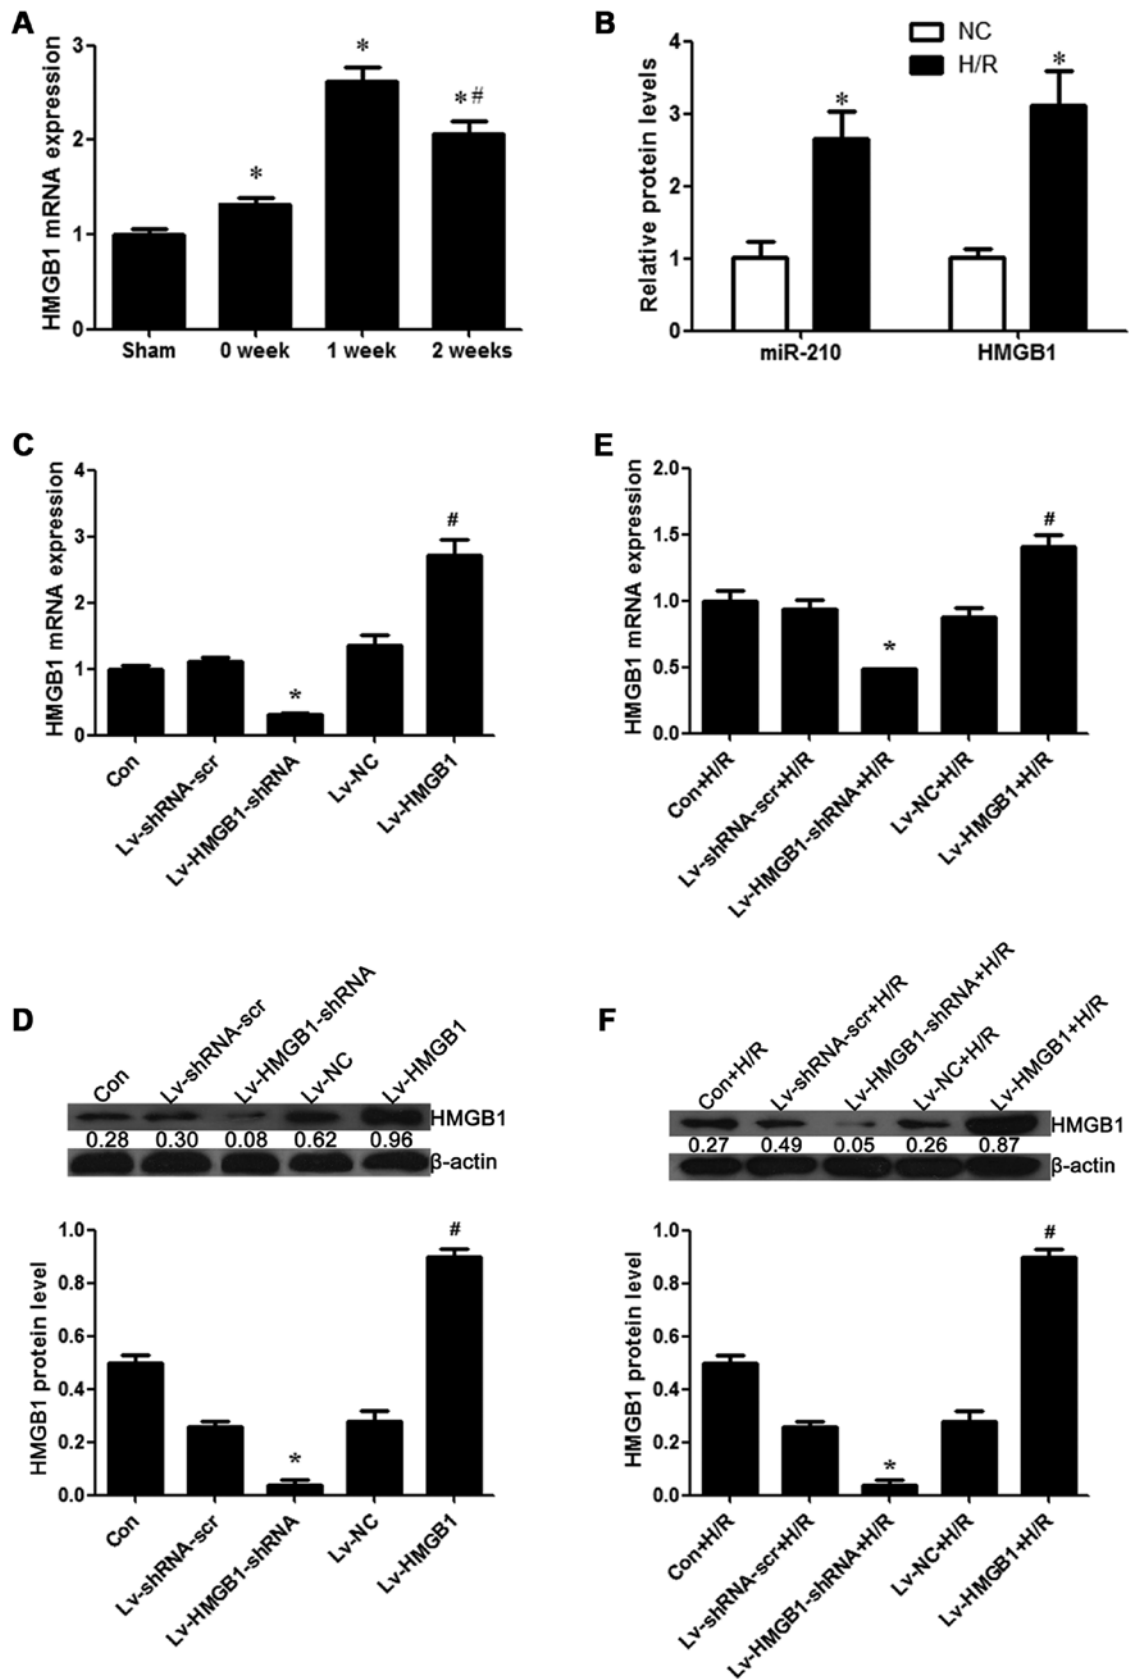 A
HMGB1 mRNA expression
3
2
1
0
*
*
* #
Sham 0 week 1 week 2 weeks
B
NC
H/R
Relative protein levels
4
3
2
1
0
*
*
miR-210 HMGB1
C
HMGB1 mRNA expression
4
3
2
1
0
*
#
Con
Lv-shRNA-scr
Lv-HMGB1-shRNA
Lv-NC
Lv-HMGB1
E
HMGB1 mRNA expression
2.0
1.5
1.0
0.5
0.0
*
#
Con+H/R
Lv-shRNA-scr+H/R
Lv-HMGB1-shRNA+H/R
Lv-NC+H/R
Lv-HMGB1+H/R
D
Con
Lv-shRNA-scr
Lv-HMGB1-shRNA
Lv-NC
Lv-HMGB1
HMGB1
0.28 0.30 0.08 0.62 0.96
β-actin
HMGB1 protein level
1.0
0.8
0.6
0.4
0.2
0.0
*
#
Con
Lv-shRNA-scr
Lv-HMGB1-shRNA
Lv-NC
Lv-HMGB1
F
Con+H/R
Lv-shRNA-scr+H/R
Lv-HMGB1-shRNA+H/R
Lv-NC+H/R
Lv-HMGB1+H/R
HMGB1
0.27 0.49 0.05 0.26 0.87
β-actin
HMGB1 protein level
1.0
0.8
0.6
0.4
0.2
0.0
*
#
Con+H/R
Lv-shRNA-scr+H/R
Lv-HMGB1-shRNA+H/R
Lv-NC+H/R
Lv-HMGB1+H/R